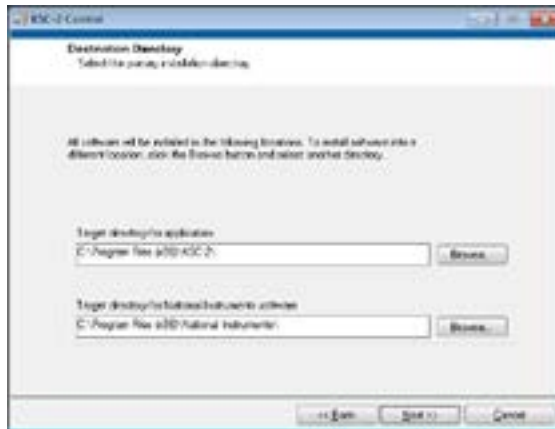 KSC-2 Control
Destination Directory
Select the primary installation directory.
All software will be installed in the following locations. To install software into a
different location, click the Browse button and select another directory.
Target directory for application
C:\Program Files (x86)\KSC-2\
Browse...
Target directory for National Instruments software
C:\Program Files (x86)\National Instruments\
Browse...
<< Back
Next >>
Cancel